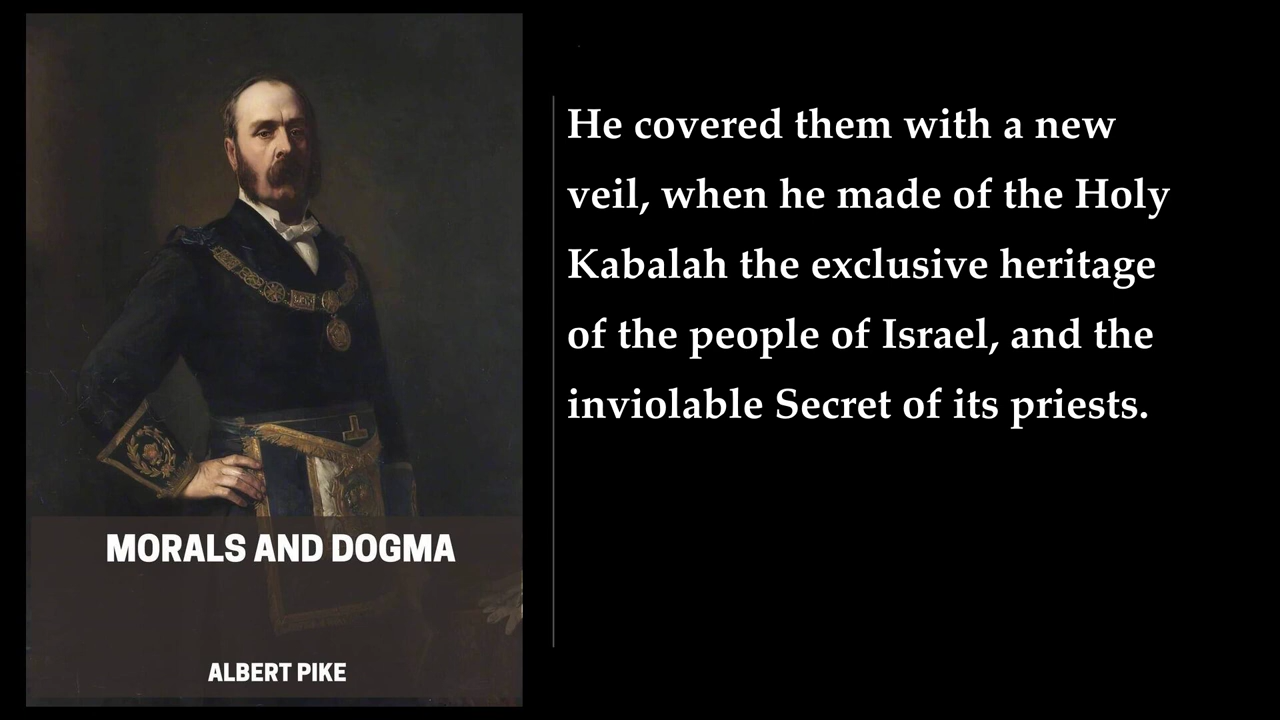 He covered them with a new
veil, when he made of the Holy
Kabalah the exclusive heritage
of the people of Israel, and the
inviolable Secret of its priests.
MORALS AND DOGMA
ALBERT PIKE